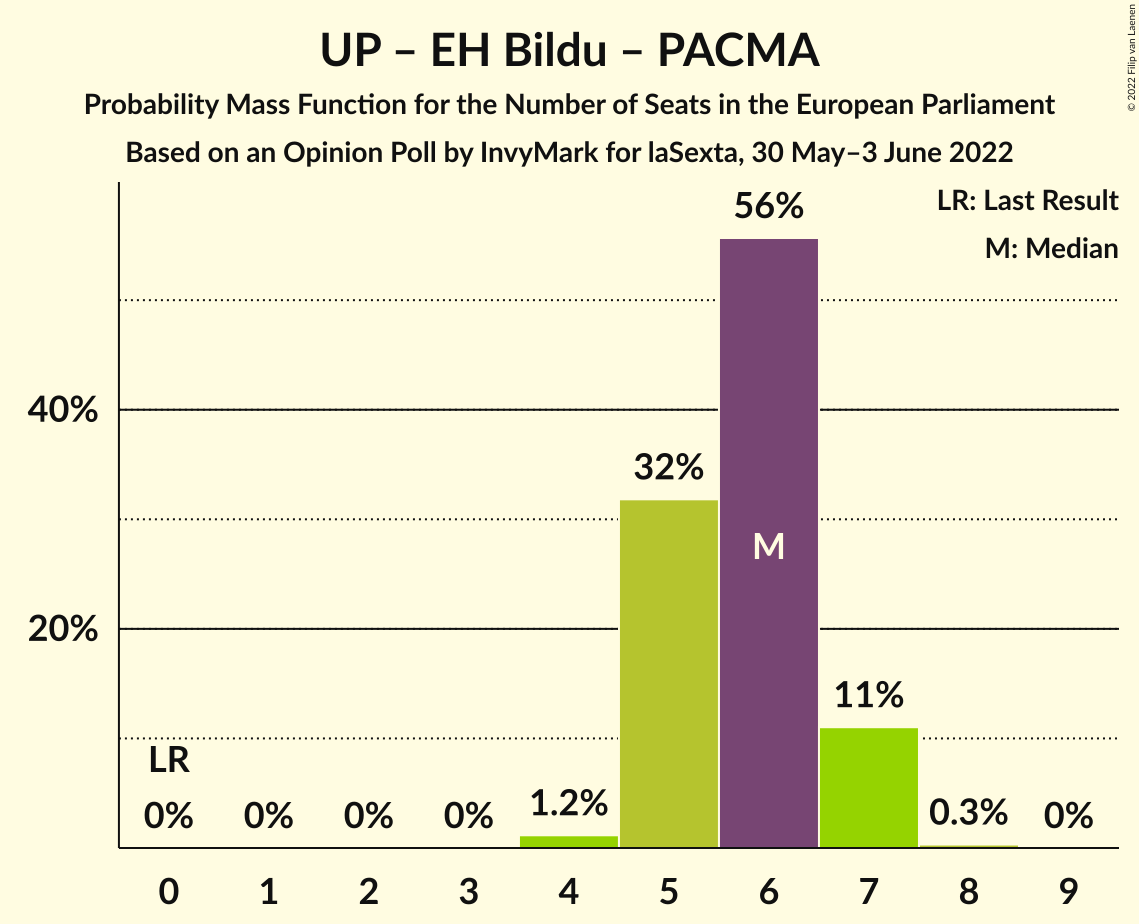 UP – EH Bildu – PACMA
Probability Mass Function for the Number of Seats in the European Parliament
Based on an Opinion Poll by InvyMark for laSexta, 30 May–3 June 2022
© 2022 Filip van Laenen
LR: Last Result
M: Median
56%
40%
32%
M
20%
11%
LR
0% 0% 0% 0% 1.2% 0.3% 0%
0 1 2 3 4 5 6 7 8 9